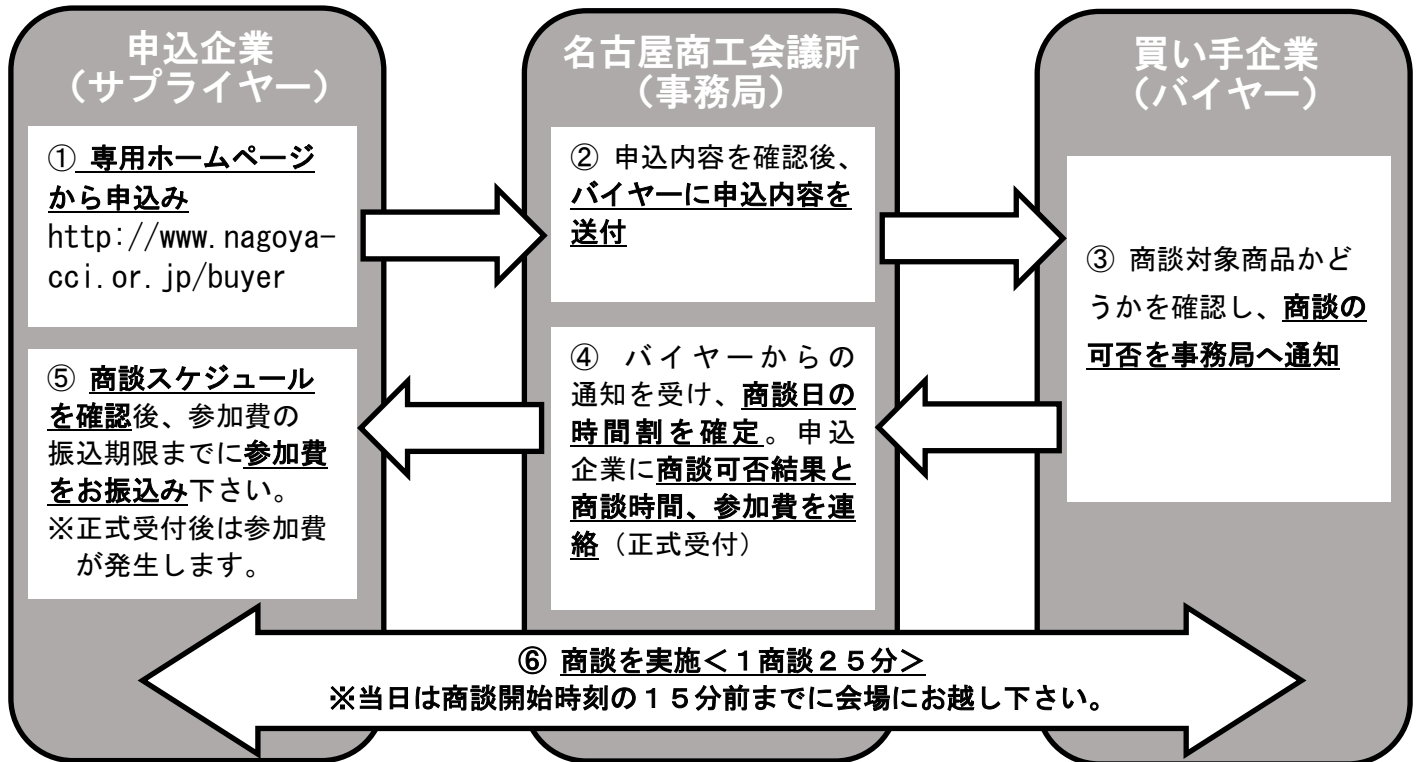 申込企業
（サプライヤー）
① 専用ホームページ
から申込み
http://www.nagoya-
cci.or.jp/buyer
⑤ 商談スケジュール
を確認後、参加費の
振込期限までに参加費
をお振込み下さい。
※正式受付後は参加費
が発生します。
名古屋商工会議所
（事務局）
② 申込内容を確認後、
バイヤーに申込内容を
送付
④ バイヤーからの
通知を受け、商談日の
時間割を確定。申込
企業に商談可否結果と
商談時間、参加費を連
絡（正式受付）
買い手企業
（バイヤー）
③ 商談対象商品かど
うかを確認し、商談の
可否を事務局へ通知
⑥ 商談を実施＜１商談２５分＞
※当日は商談開始時刻の１５分前までに会場にお越し下さい。